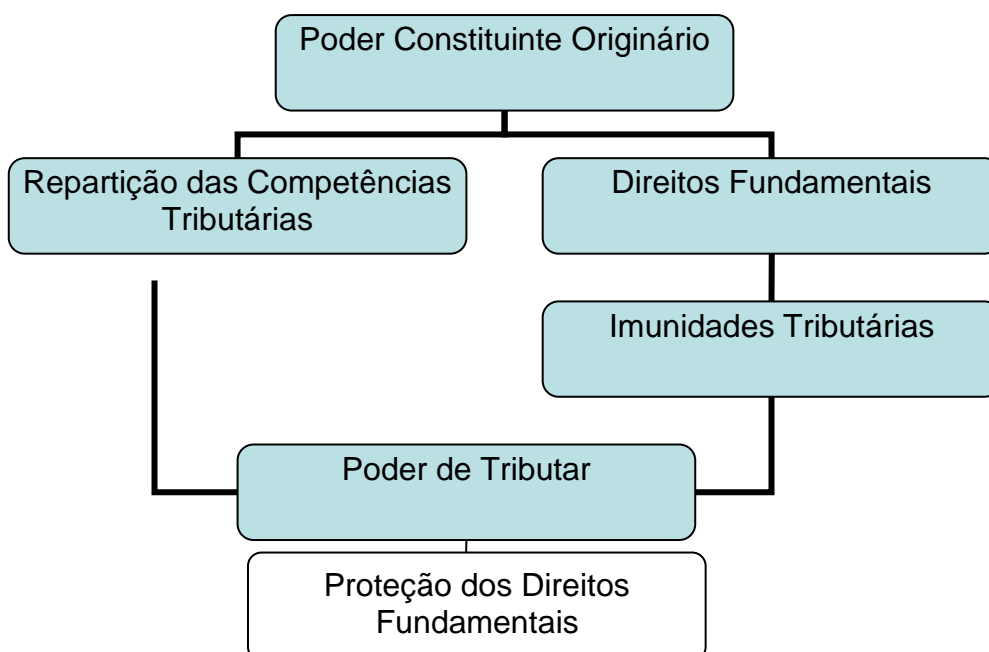 Poder Constituinte Originário
Repartição das Competências
Tributárias
Direitos Fundamentais
Imunidades Tributárias
Poder de Tributar
Proteção dos Direitos
Fundamentais